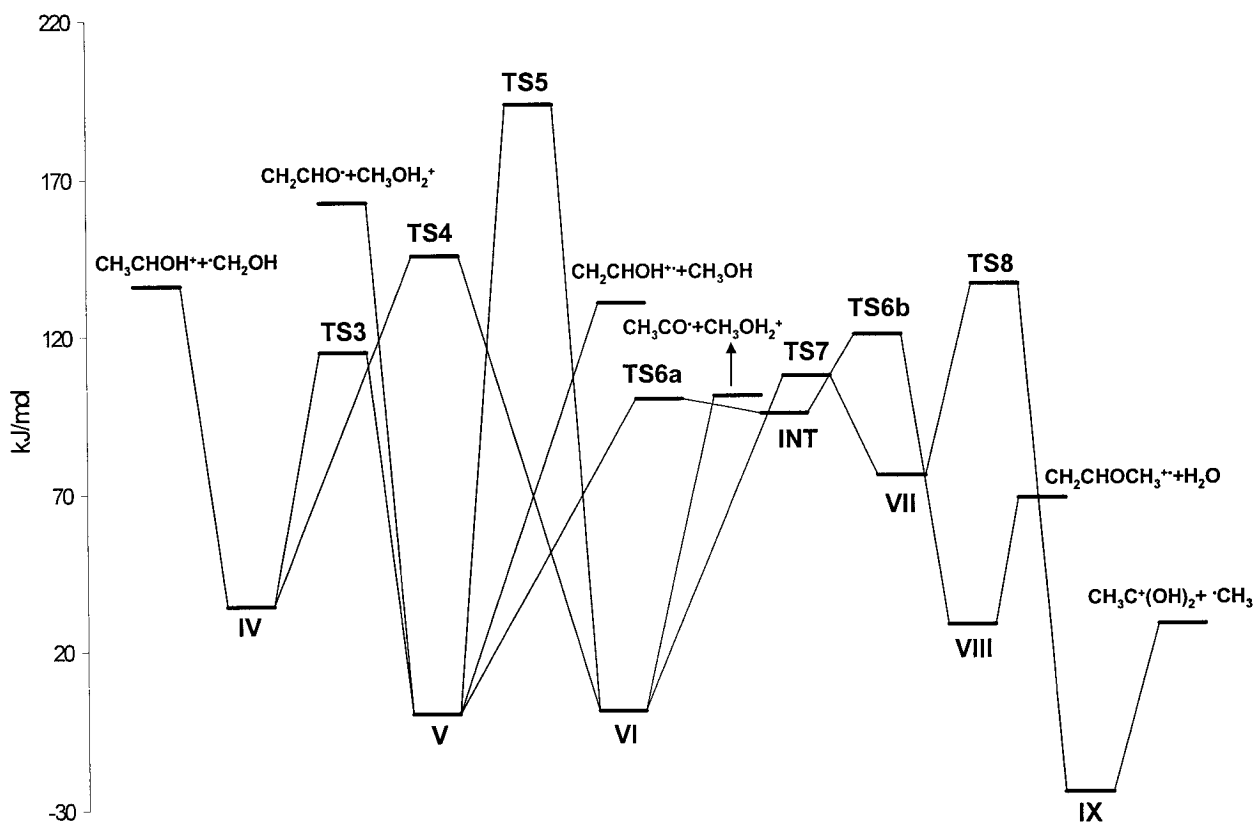 220
TS5
CH₂CHO·+CH₃OH₂⁺
170
TS4
CH₃CHOH⁺+·CH₂OH
CH₂CHOH⁺·+CH₃OH
TS8
TS6b
CH₃CO·+CH₃OH₂⁺
120
TS3
TS7
TS6a
kJ/mol
INT
CH₂CHOCH₃⁺·+H₂O
70
VII
CH₃C⁺(OH)₂+ ·CH₃
IV
VIII
20
V
VI
-30
IX